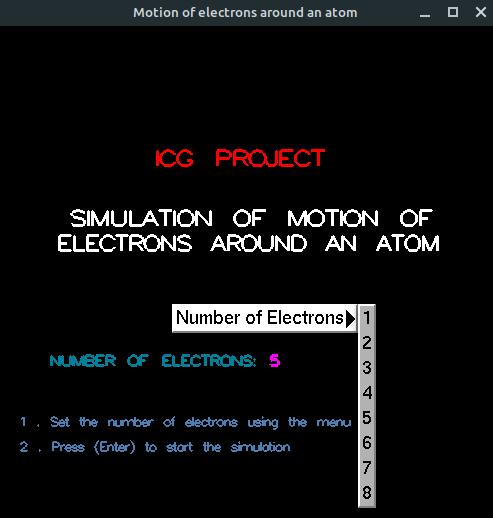 Motion of electrons around an atom
ICG PROJECT
SIMULATION OF MOTION OF
ELECTRONS AROUND AN ATOM
Number of Electrons
1
2
3
4
5
6
7
8
NUMBER OF ELECTRONS: 5
1 . Set the number of electrons using the menu
2 . Press (Enter) to start the simulation